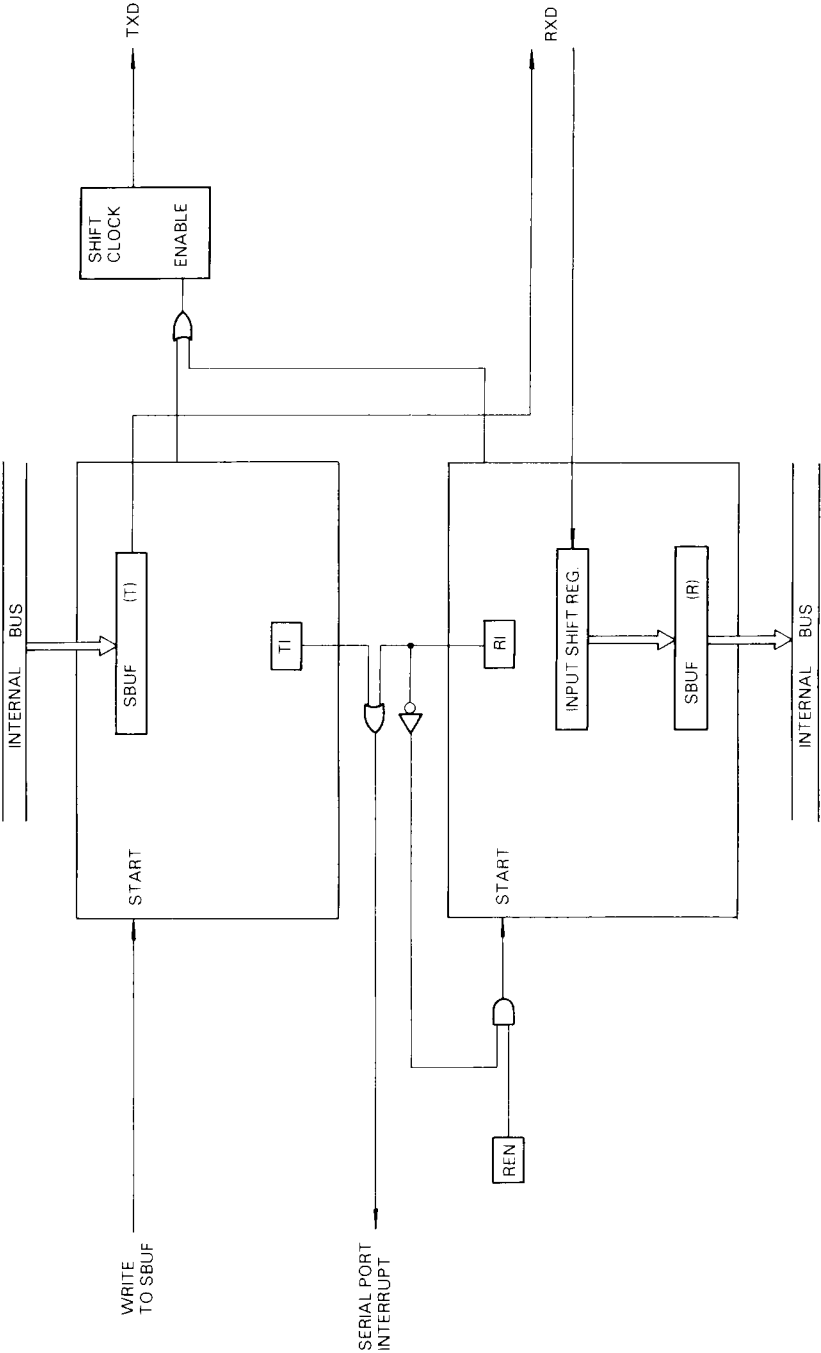 INTERNAL BUS
WRITE
TO SBUF
START
SBUF (T)
TI
SHIFT
CLOCK
ENABLE
TXD
SERIAL PORT
INTERRUPT
REN
START
RI
INPUT SHIFT REG.
SBUF (R)
RXD
INTERNAL BUS